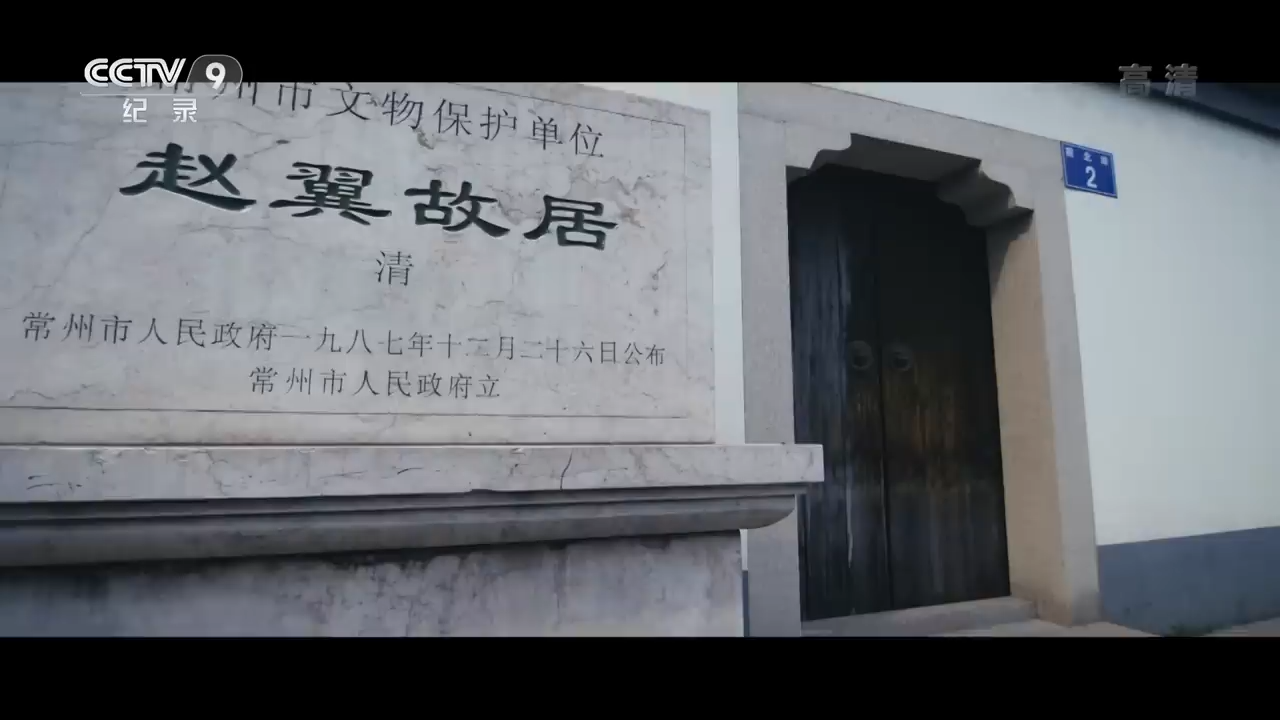 CCTV 9
纪录
高清
州市文物保护单位
赵翼故居
清
常州市人民政府一九八七年十二月二十六日公布
常州市人民政府立
2